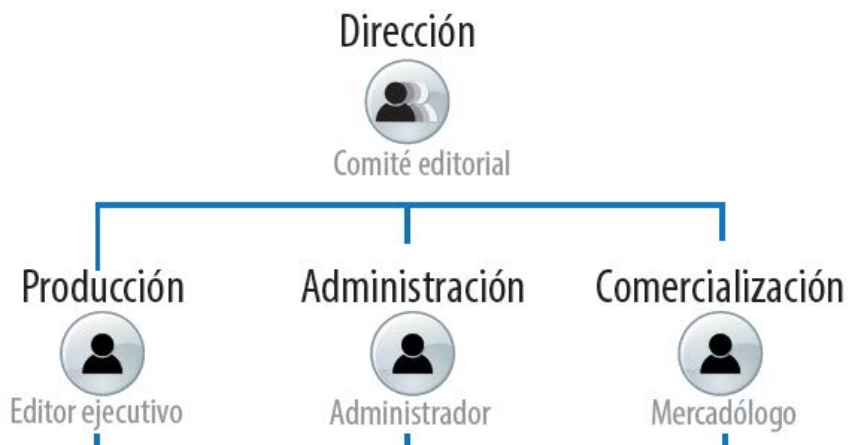 Dirección
Comité editorial
Producción
Administración
Comercialización
Editor ejecutivo
Administrador
Mercadólogo